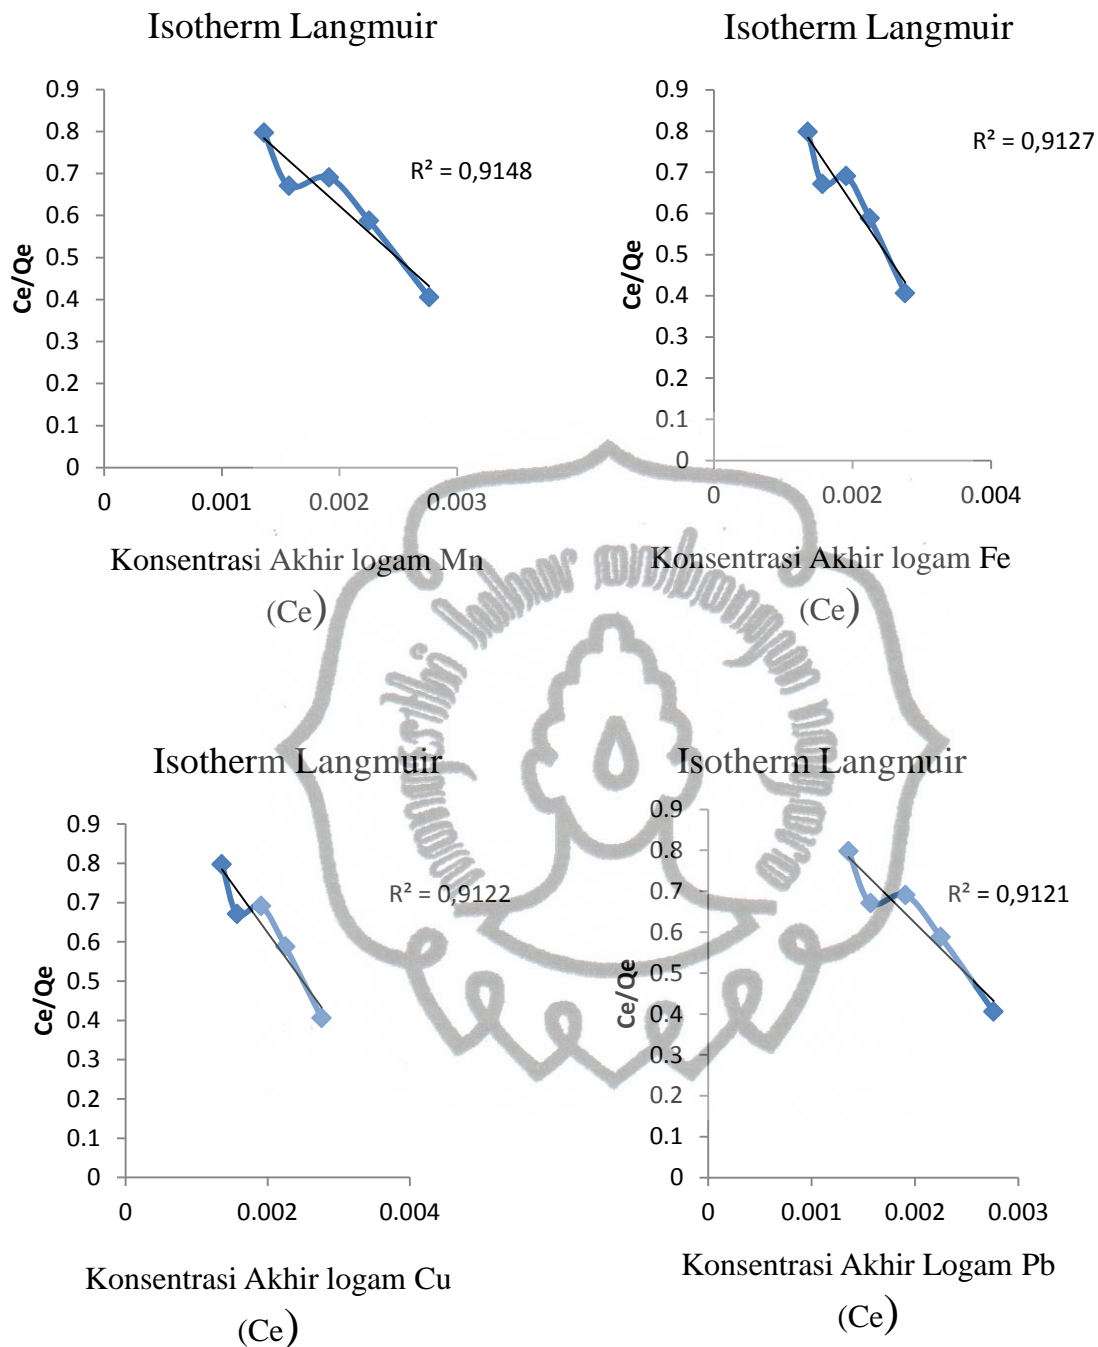 Isotherm Langmuir
0.9
0.8
0.7
0.6
0.5
0.4
0.3
0.2
0.1
0
Ce/Qe
R² = 0,9148
0 0.001 0.002 0.003
Konsentrasi Akhir logam Mn
(Ce)
Isotherm Langmuir
0.9
0.8
0.7
0.6
0.5
0.4
0.3
0.2
0.1
0
Ce/Qe
R² = 0,9127
0 0.002 0.004
Konsentrasi Akhir logam Fe
(Ce)
Isotherm Langmuir
0.9
0.8
0.7
0.6
0.5
0.4
0.3
0.2
0.1
0
Ce/Qe
R² = 0,9122
0 0.002 0.004
Konsentrasi Akhir logam Cu
(Ce)
Isotherm Langmuir
0.9
0.8
0.7
0.6
0.5
0.4
0.3
0.2
0.1
0
Ce/Qe
R² = 0,9121
0 0.001 0.002 0.003
Konsentrasi Akhir Logam Pb
(Ce)